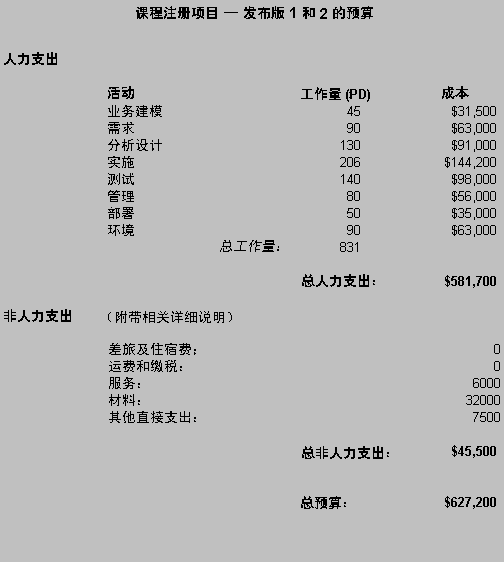 课程注册项目 — 发布版 1 和 2 的预算
人力支出
活动 工作量 (PD) 成本
业务建模 45 $31,500
需求 90 $63,000
分析设计 130 $91,000
实施 206 $144,200
测试 140 $98,000
管理 80 $56,000
部署 50 $35,000
环境 90 $63,000
总工作量： 831
总人力支出： $581,700
非人力支出 （附带相关详细说明）
差旅及住宿费： 0
运费和缴税： 0
服务： 6000
材料： 32000
其他直接支出： 7500
总非人力支出： $45,500
总预算： $627,200